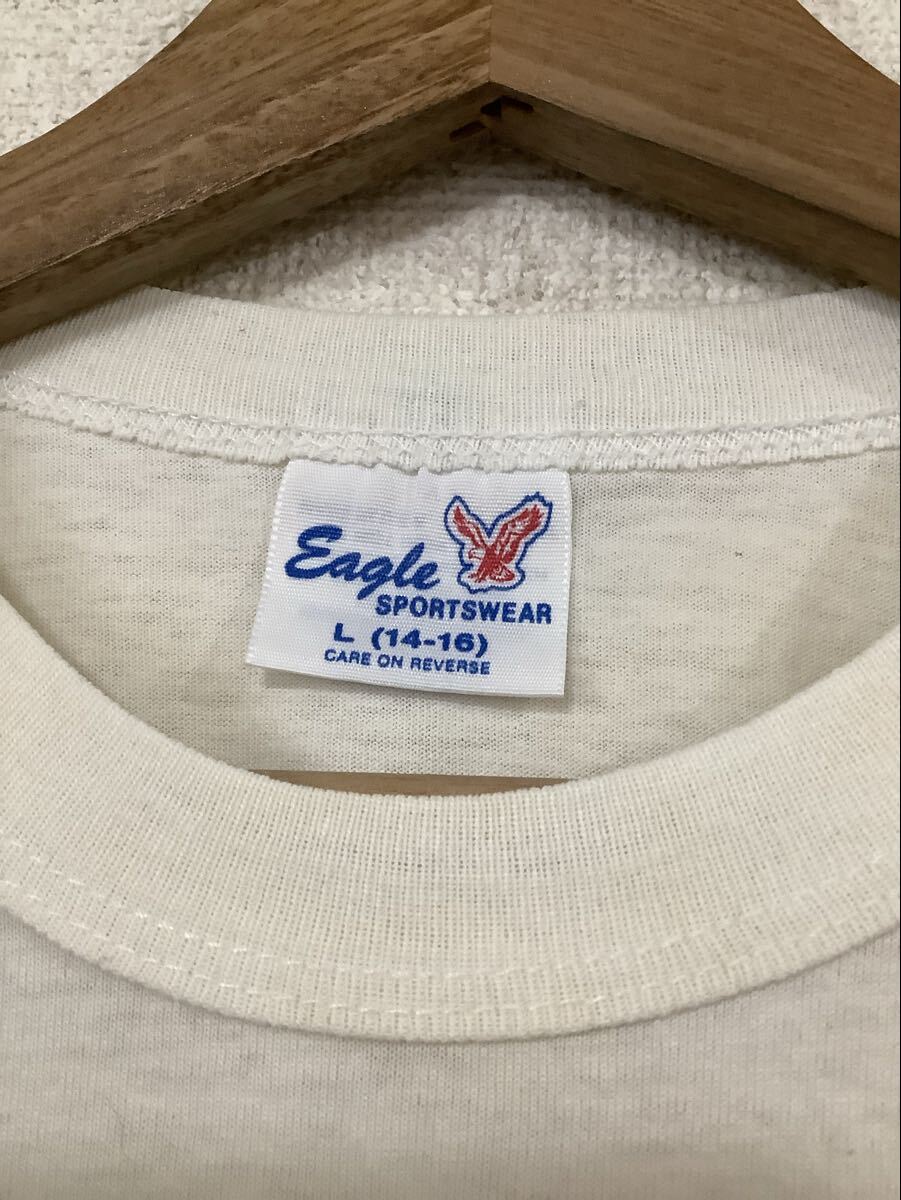 Eagle
SPORTSWEAR
L (14-16)
CARE ON REVERSE